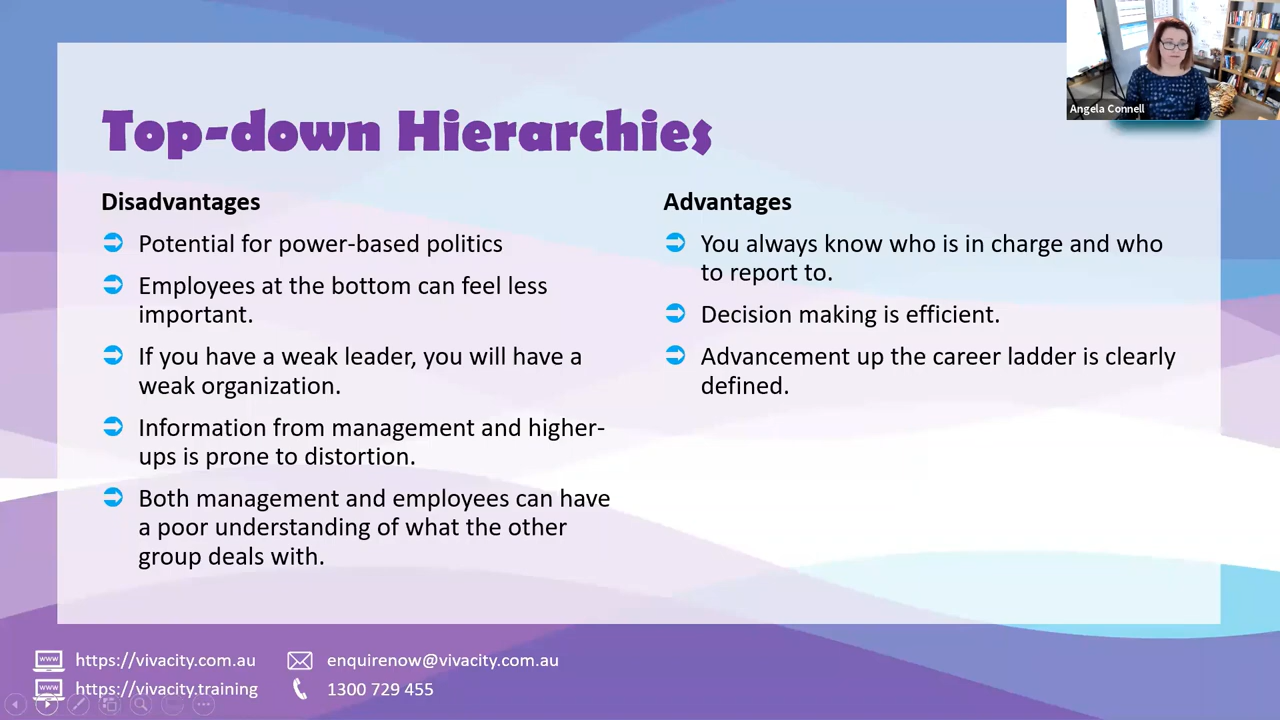 Angela Connell
Top-down Hierarchies
Disadvantages
Potential for power-based politics
Employees at the bottom can feel less
important.
If you have a weak leader, you will have a
weak organization.
Information from management and higher-
ups is prone to distortion.
Both management and employees can have
a poor understanding of what the other
group deals with.
Advantages
You always know who is in charge and who
to report to.
Decision making is efficient.
Advancement up the career ladder is clearly
defined.
WWW https://vivacity.com.au
WWW https://vivacity.training
enquirenow@vivacity.com.au
1300 729 455